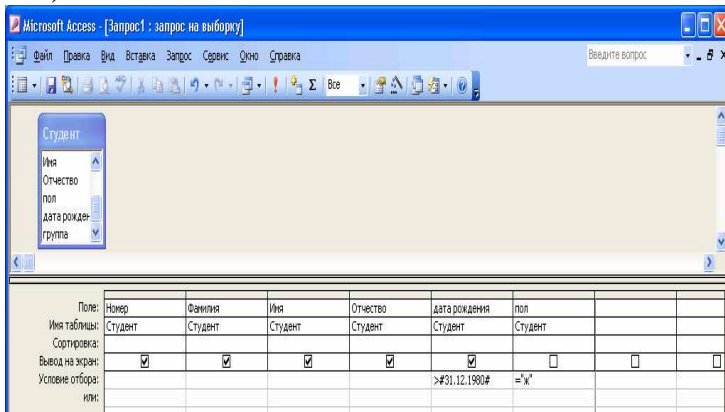 Microsoft Access - [Запрос1 : запрос на выборку]
Файл Правка Вид Вставка Запрос Сервис Окно Справка Введите вопрос
Все
Студент
Имя
Отчество
пол
дата рожден
группа
Поле: Номер Фамилия Имя Отчество дата рождения пол
Имя таблицы: Студент Студент Студент Студент Студент Студент
Сортировка:
Вывод на экран:
Условие отбора: >#31.12.1980# ="ж"
или: